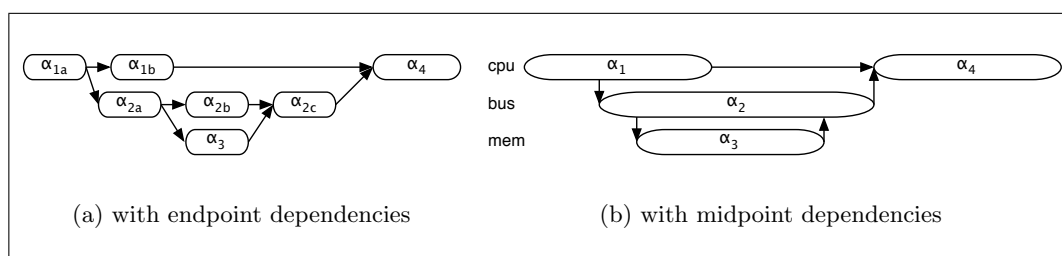 α1a α1b α4
α2a α2b α2c
α3
cpu α1 α4
bus α2
mem α3
(a) with endpoint dependencies
(b) with midpoint dependencies